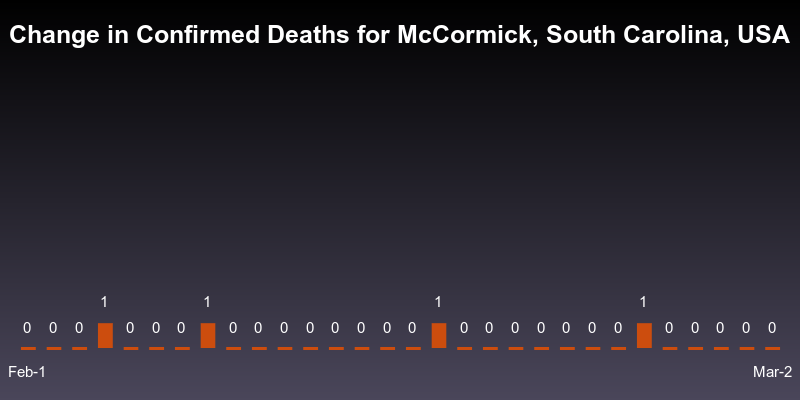 Change in Confirmed Deaths for McCormick, South Carolina, USA
1 1 1 1
0 0 0 0 0 0 0 0 0 0 0 0 0 0 0 0 0 0 0 0 0 0 0 0 0 0
Feb-1 Mar-2